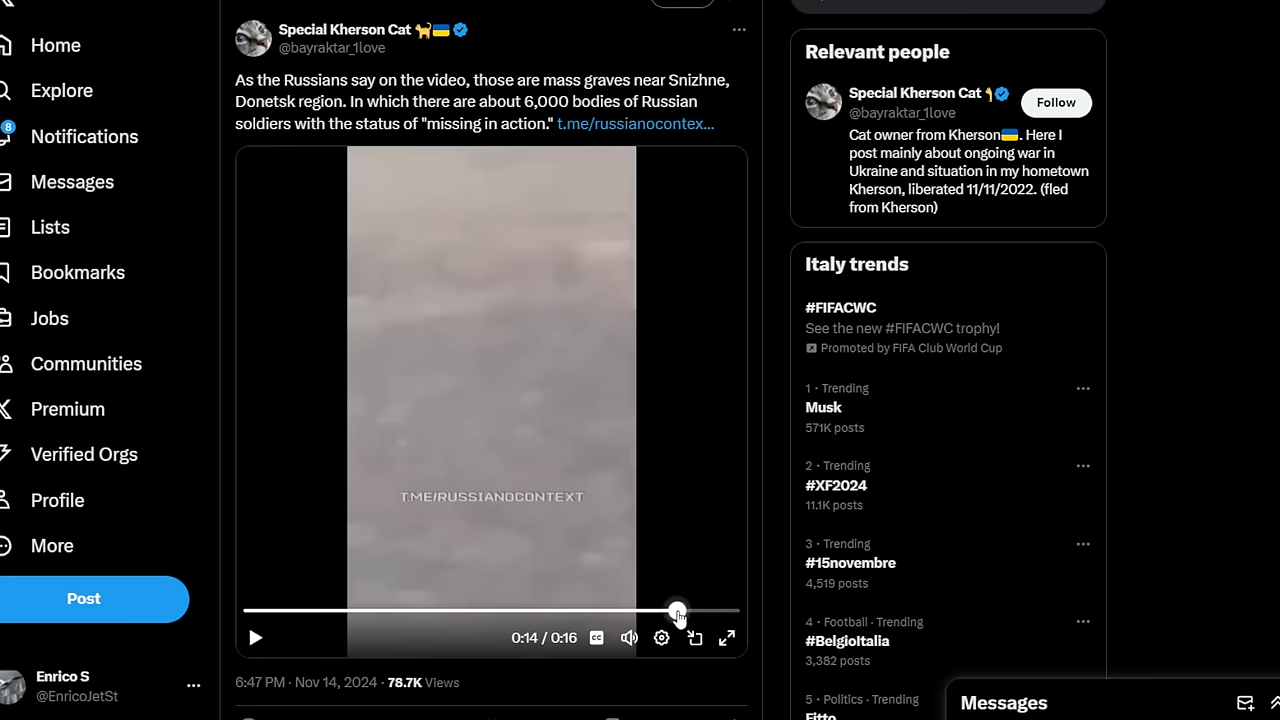 Home
Explore
8
Notifications
Messages
Lists
Bookmarks
Jobs
Communities
Premium
Verified Orgs
Profile
More
Post
Enrico S
@EnricoJetSt
Special Kherson Cat
@bayraktar_1love
As the Russians say on the video, those are mass graves near Snizhne,
Donetsk region. In which there are about 6,000 bodies of Russian
soldiers with the status of "missing in action." t.me/russianocontex...
T.ME/RUSSIANOCONTEXT
0:14 / 0:16
CC
6:47 PM · Nov 14, 2024 · 78.7K Views
Relevant people
Special Kherson Cat
@bayraktar_1love
Follow
Cat owner from Kherson. Here I
post mainly about ongoing war in
Ukraine and situation in my hometown
Kherson, liberated 11/11/2022. (fled
from Kherson)
Italy trends
#FIFACWC
See the new #FIFACWC trophy!
Promoted by FIFA Club World Cup
1 · Trending
Musk
571K posts
2 · Trending
#XF2024
11.1K posts
3 · Trending
#15novembre
4,519 posts
4 · Football · Trending
#BelgioItalia
3,382 posts
5 · Politics · Trending
Fitto
Messages